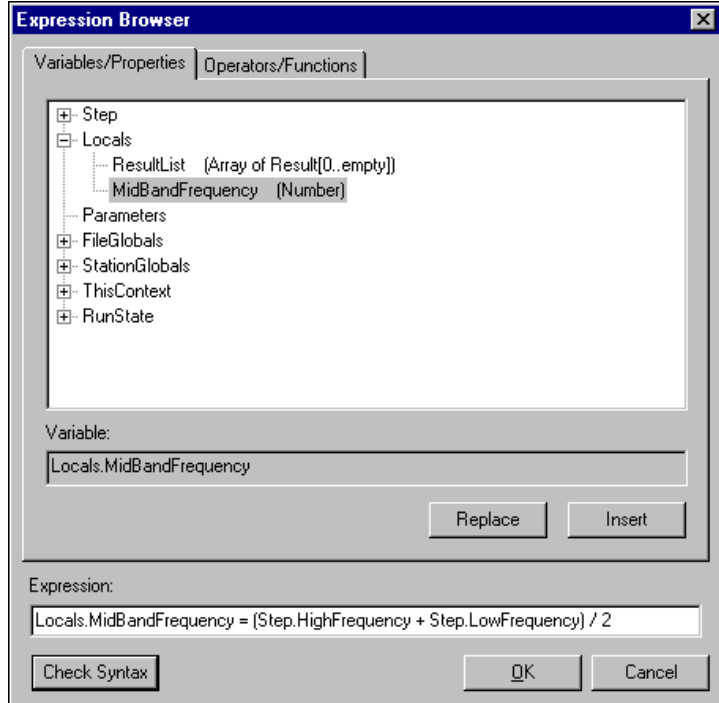 Expression Browser
Variables/Properties Operators/Functions
Step
Locals
ResultList (Array of Result[0..empty])
MidBandFrequency (Number)
Parameters
FileGlobals
StationGlobals
ThisContext
RunState
Variable:
Locals.MidBandFrequency
Replace Insert
Expression:
Locals.MidBandFrequency = (Step.HighFrequency + Step.LowFrequency) / 2
Check Syntax OK Cancel